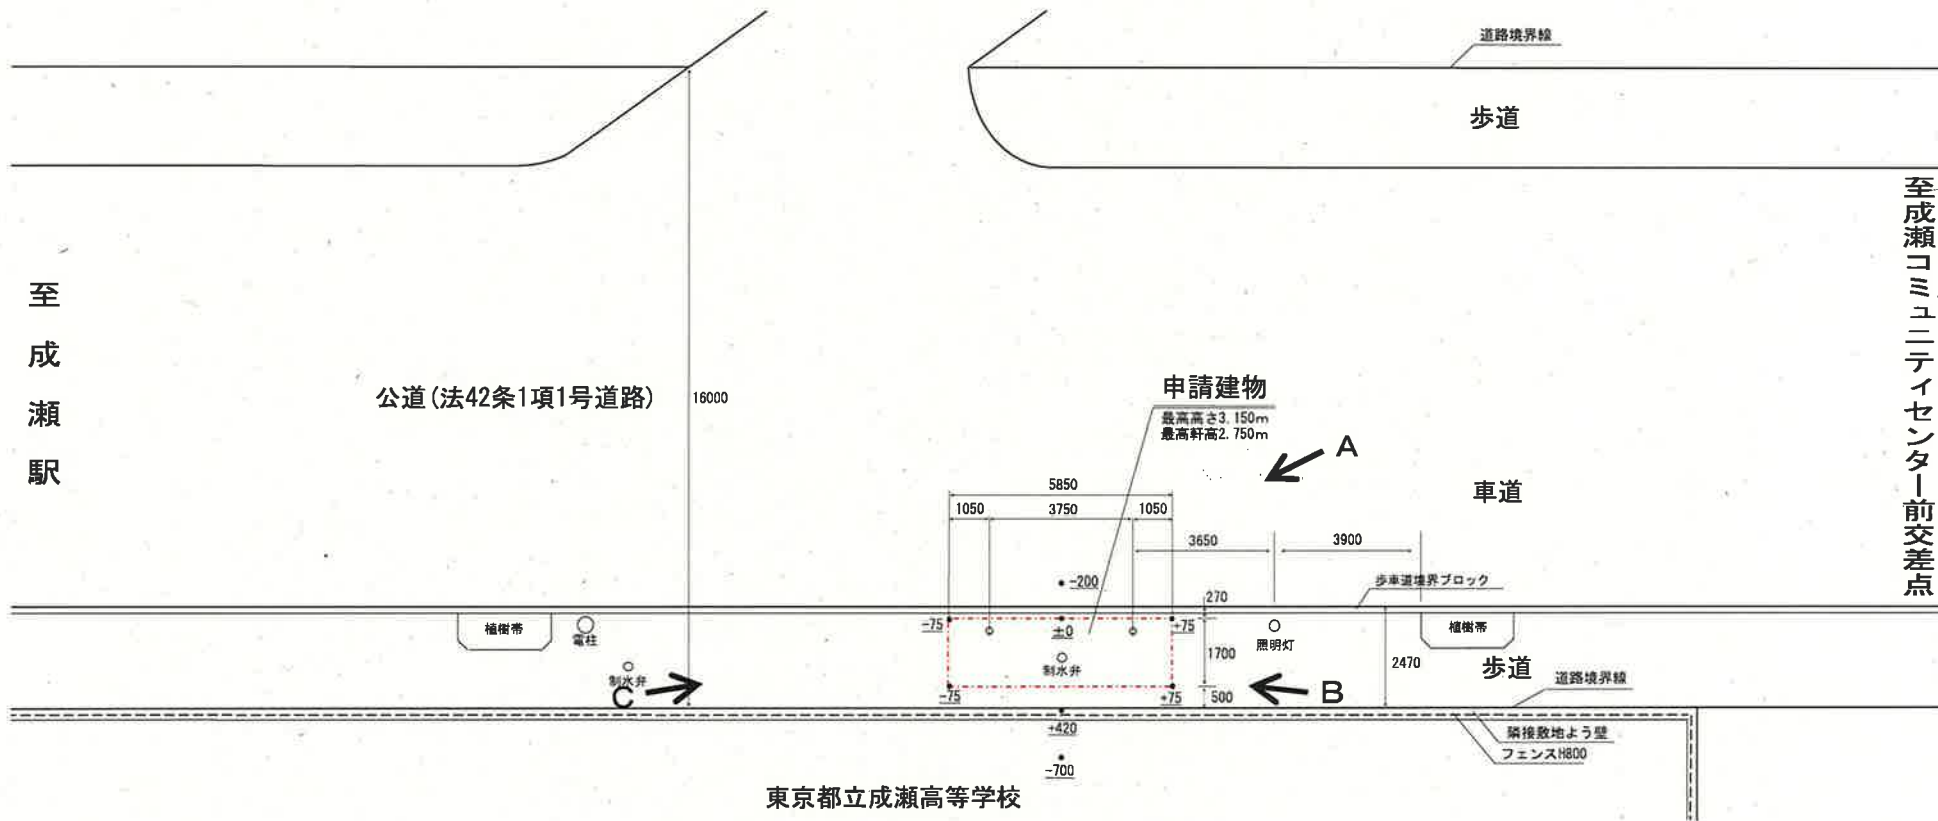 道路境界線
歩道
至成瀬駅
至成瀬コミュニティセンター前交差点
公道(法42条1項1号道路)
16000
申請建物
最高高さ3.150m
最高軒高2.750m
A
車道
5850
1050
3750
1050
3650
3900
-200
270
歩車道境界ブロック
植樹帯
電柱
-75
±0
+75
照明灯
植樹帯
制水弁
制水弁
1700
2470
歩道
C
-75
+75
500
B
道路境界線
+420
隣接敷地よう壁
フェンスH800
-700
東京都立成瀬高等学校